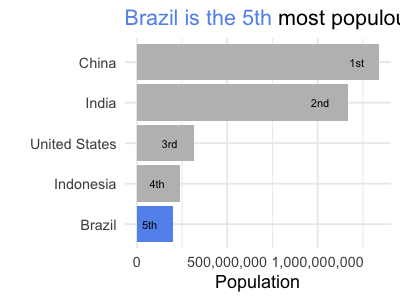 Brazil is the 5th most populou
China
1st
India
2nd
United States
3rd
Indonesia
4th
Brazil
5th
0 500,000,000 1,000,000,000
Population